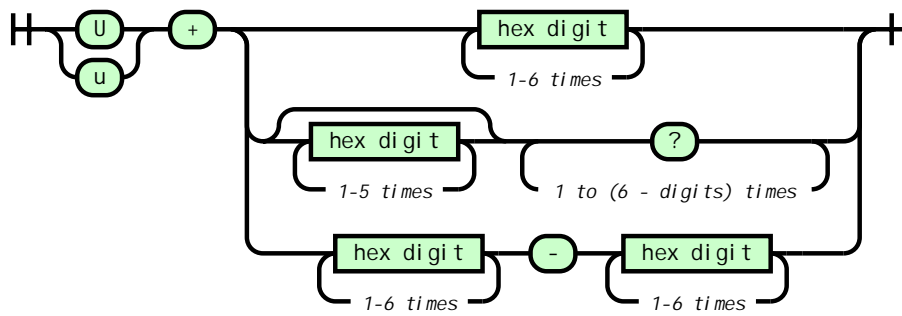 U + hex digit
1-6 times
u
hex digit ?
1-5 times 1 to (6 - digits) times
hex digit - hex digit
1-6 times 1-6 times